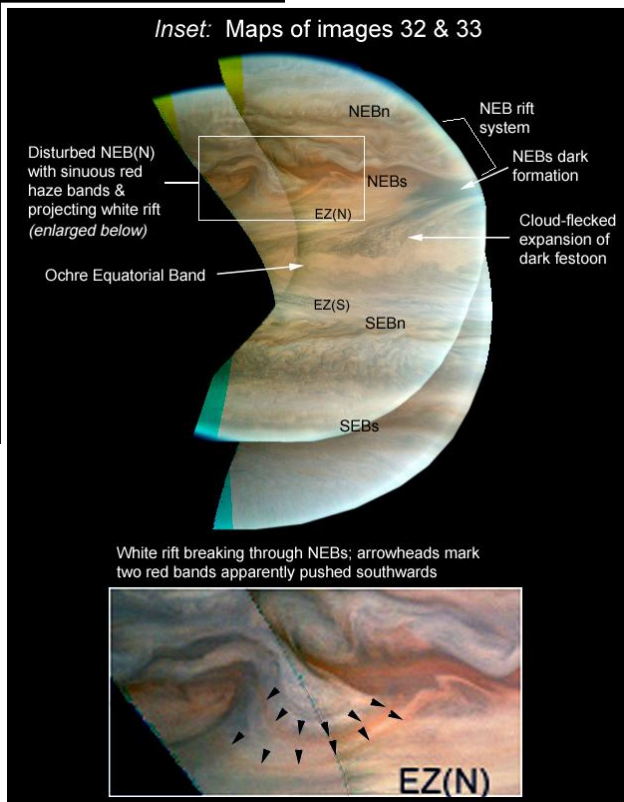 Inset: Maps of images 32 & 33
NEBn
NEB rift
system
Disturbed NEB(N)
with sinuous red
haze bands &
projecting white rift
(enlarged below)
NEBs dark
formation
NEBs
EZ(N)
Cloud-flecked
expansion of
dark festoon
Ochre Equatorial Band
EZ(S)
SEBn
SEBs
White rift breaking through NEBs; arrowheads mark
two red bands apparently pushed southwards
EZ(N)